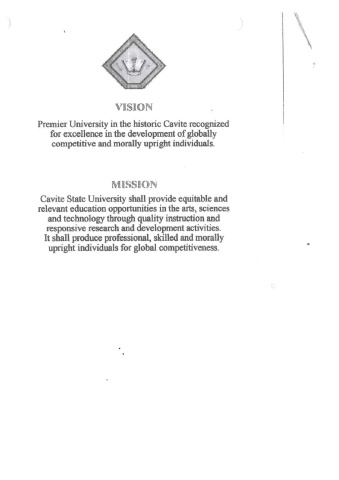 VISION
Premier University in the historic Cavite recognized
for excellence in the development of globally
competitive and morally upright individuals.
MISSION
Cavite State University shall provide equitable and
relevant education opportunities in the arts, sciences
and technology through quality instruction and
responsive research and development activities.
It shall produce professional, skilled and morally
upright individuals for global competitiveness.